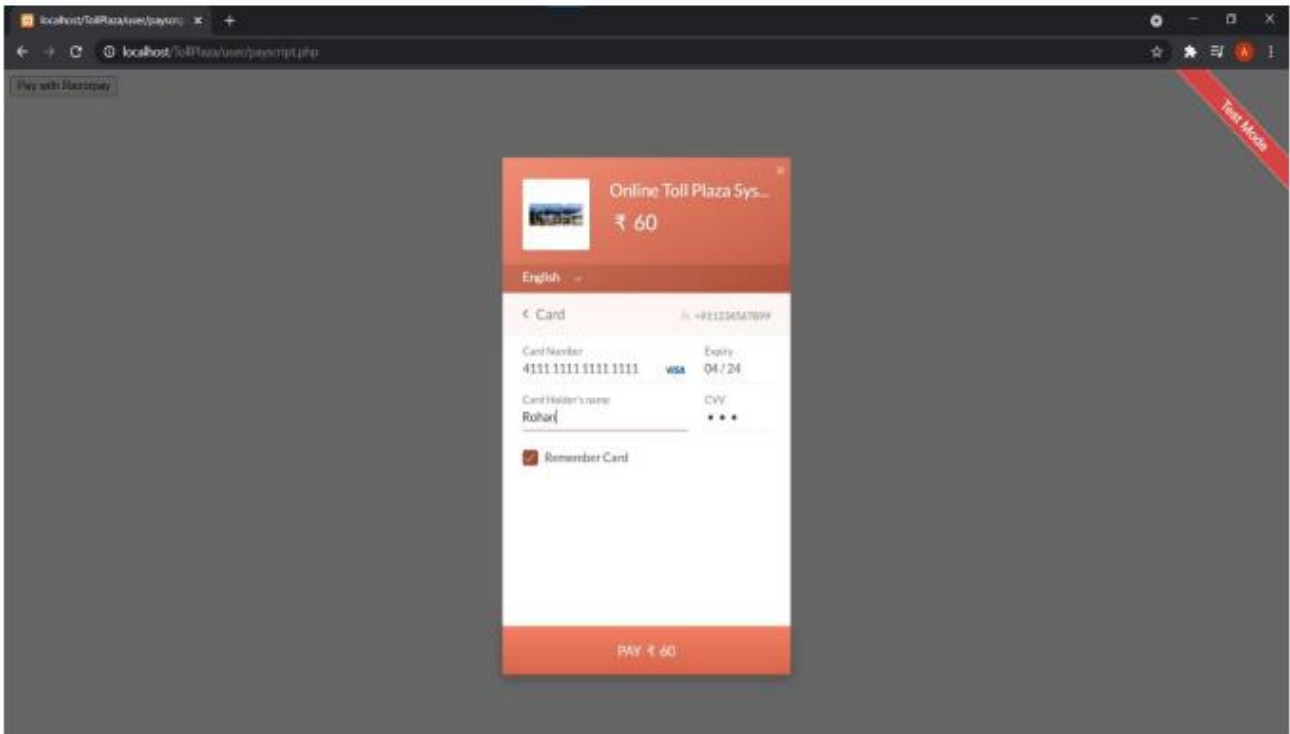 localhost/TollPlaza/user/payscrip
localhost/TollPlaza/user/payscript.php
Pay with Razorpay
Test Mode
Online Toll Plaza Sys...
₹ 60
English
Card
Card Number
Expiry
4111 1111 1111 1111
VISA
04 / 24
Card Holder's name
CVV
Rohan
Remember Card
PAY ₹ 60